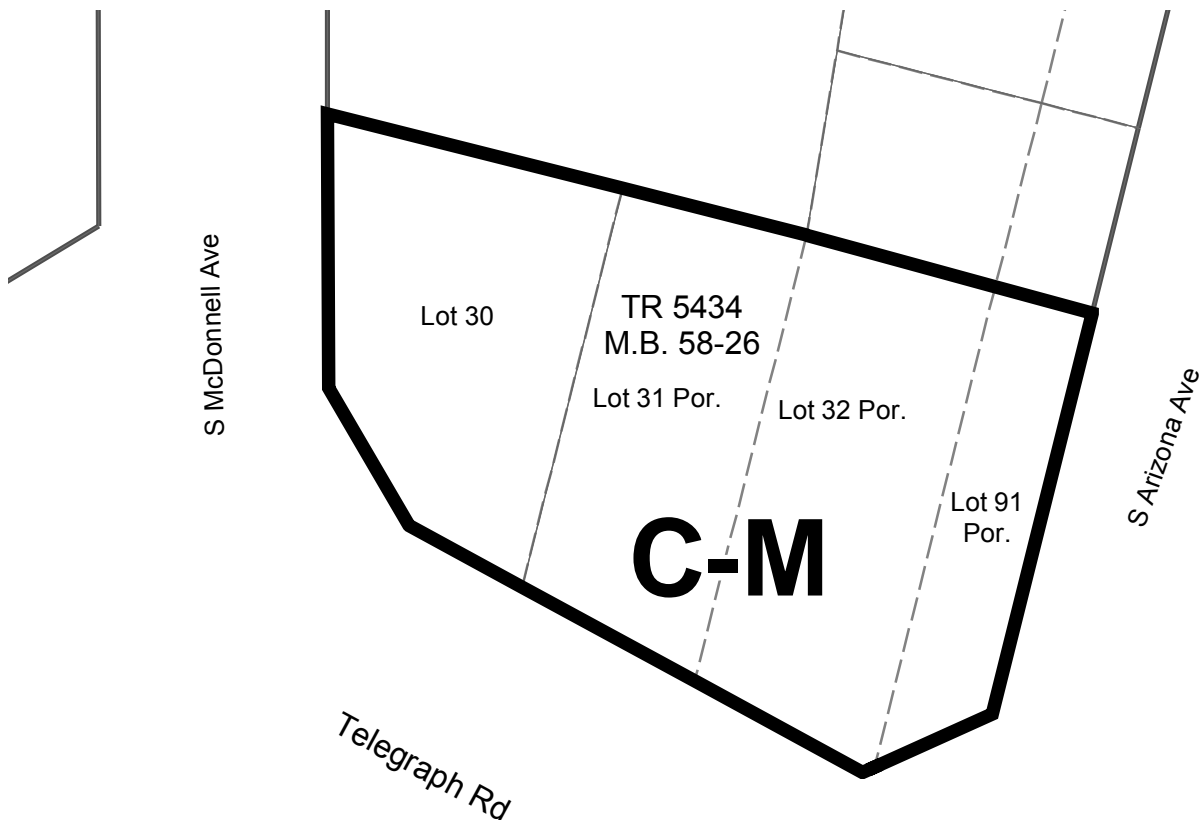 S McDonnell Ave
Lot 30
TR 5434
M.B. 58-26
Lot 31 Por.
Lot 32 Por.
Lot 91
Por.
C-M
S Arizona Ave
Telegraph Rd